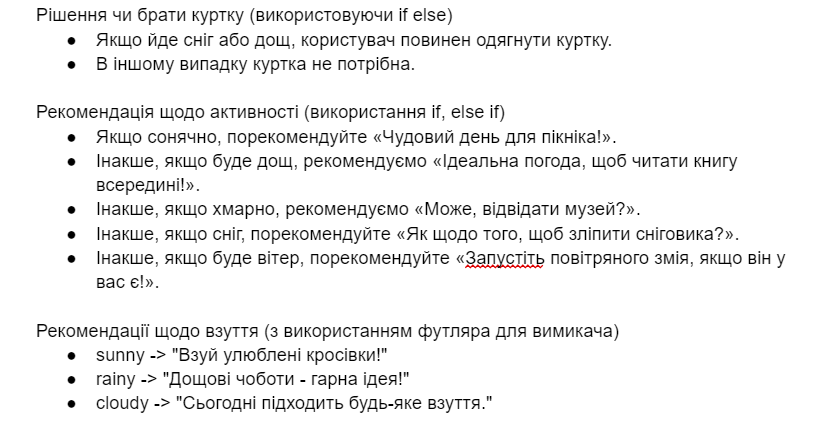 Рішення чи брати куртку (використовуючи if else)
● Якщо йде сніг або дощ, користувач повинен одягнути куртку.
● В іншому випадку куртка не потрібна.
Рекомендація щодо активності (використання if, else if)
● Якщо сонячно, порекомендуйте «Чудовий день для пікніка!».
● Інакше, якщо буде дощ, рекомендуємо «Ідеальна погода, щоб читати книгу
всередині!».
● Інакше, якщо хмарно, рекомендуємо «Може, відвідати музей?».
● Інакше, якщо сніг, порекомендуйте «Як щодо того, щоб зліпити сніговика?».
● Інакше, якщо буде вітер, порекомендуйте «Запустіть повітряного змія, якщо він у
вас є!».
Рекомендації щодо взуття (з використанням футляра для вимикача)
● sunny -> "Взуй улюблені кросівки!"
● rainy -> "Дощові чоботи - гарна ідея!"
● cloudy -> "Сьогодні підходить будь-яке взуття."